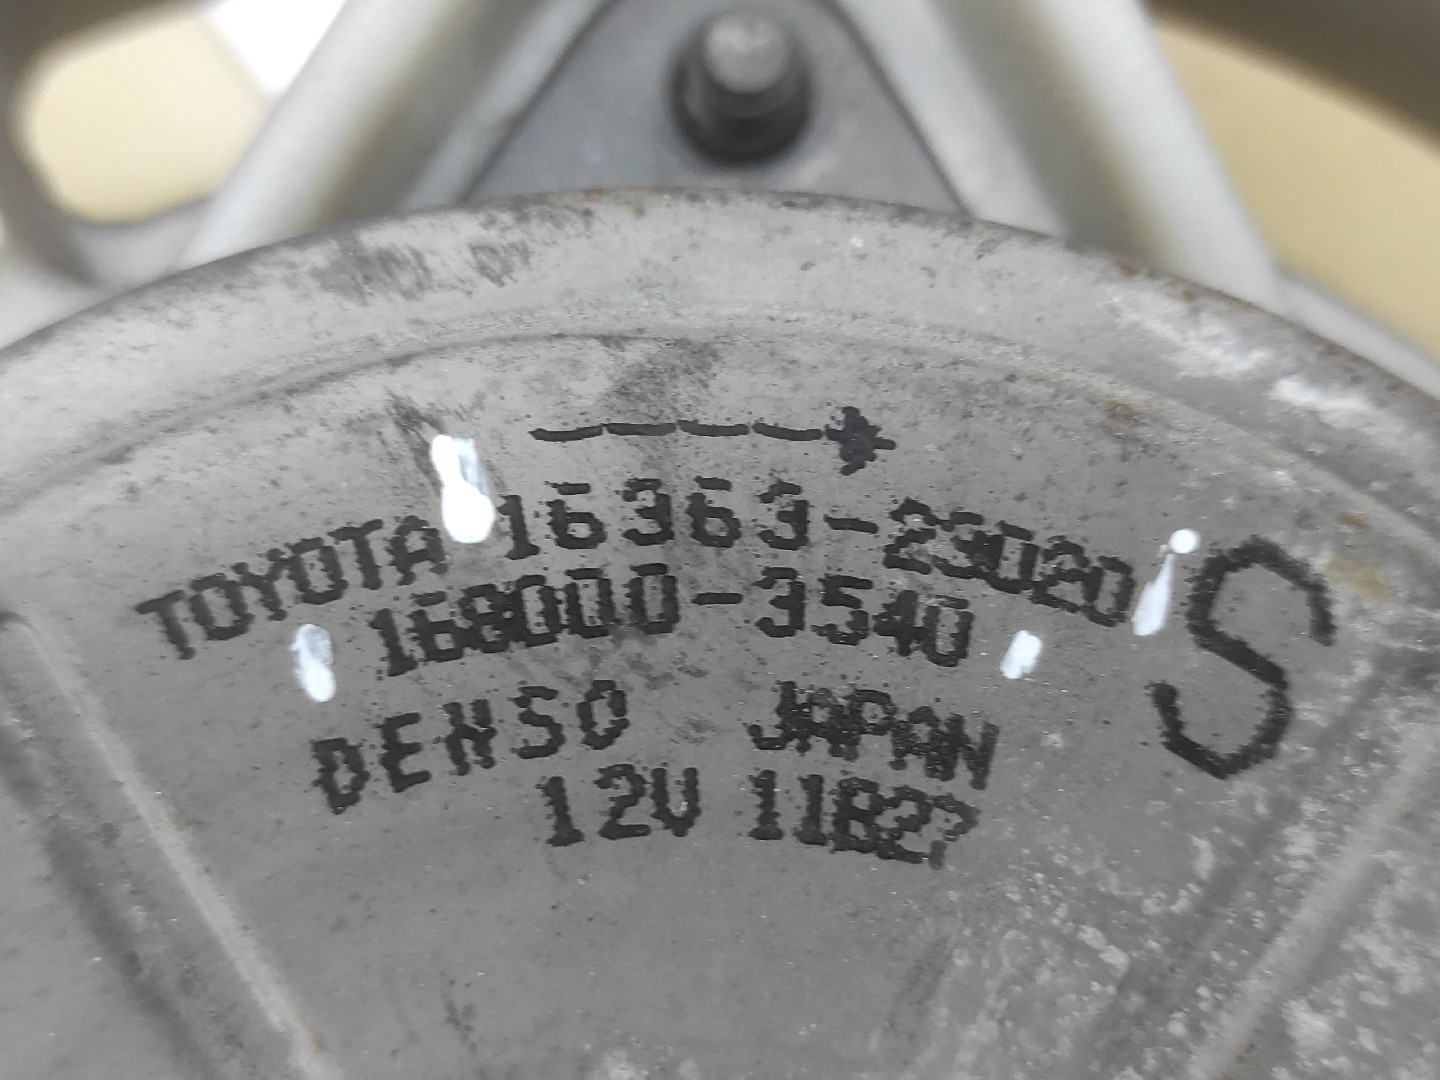 TOYOTA 16363-23020 S
168000-3540
DENSO JAPAN
12V 11B27